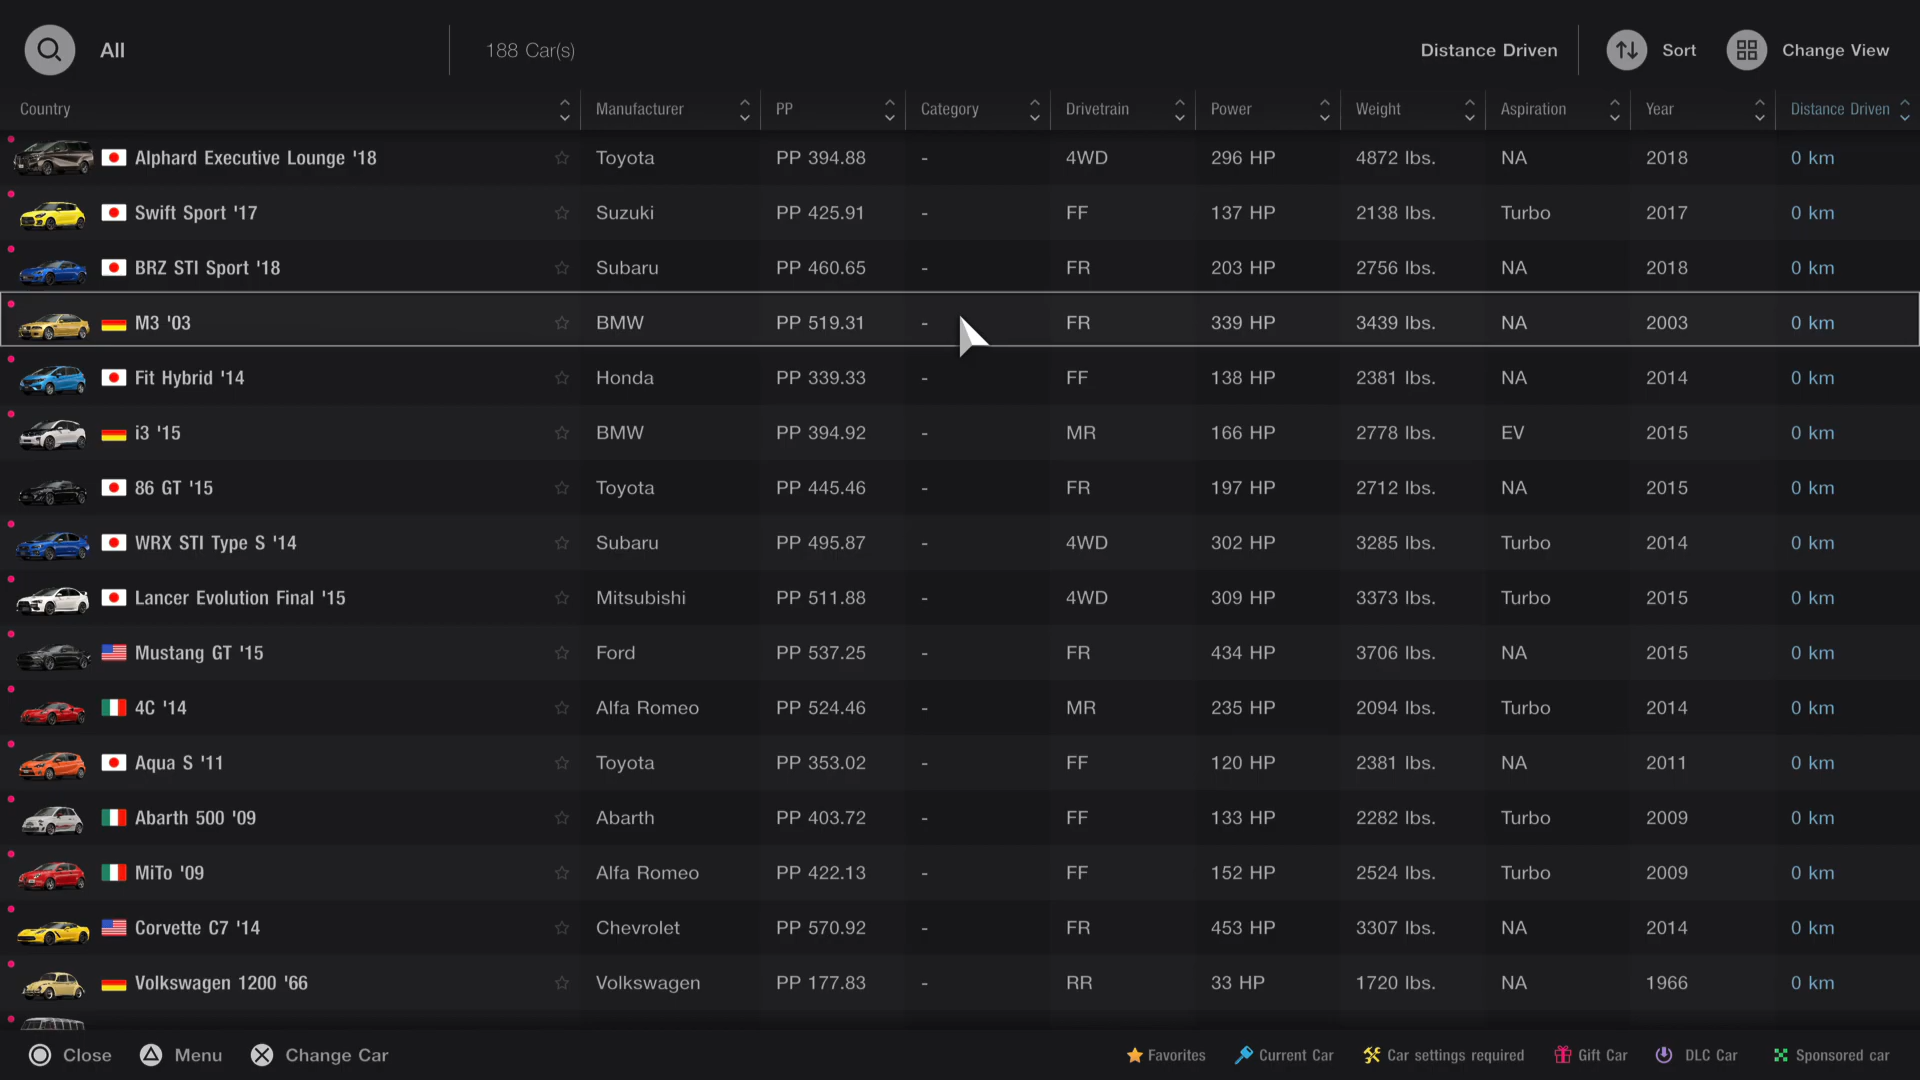 All 188 Car(s) Distance Driven Sort Change View
Country Manufacturer PP Category Drivetrain Power Weight Aspiration Year Distance Driven
Alphard Executive Lounge '18 Toyota PP 394.88 - 4WD 296 HP 4872 lbs. NA 2018 0 km
Swift Sport '17 Suzuki PP 425.91 - FF 137 HP 2138 lbs. Turbo 2017 0 km
BRZ STI Sport '18 Subaru PP 460.65 - FR 203 HP 2756 lbs. NA 2018 0 km
M3 '03 BMW PP 519.31 - FR 339 HP 3439 lbs. NA 2003 0 km
Fit Hybrid '14 Honda PP 339.33 - FF 138 HP 2381 lbs. NA 2014 0 km
i3 '15 BMW PP 394.92 - MR 166 HP 2778 lbs. EV 2015 0 km
86 GT '15 Toyota PP 445.46 - FR 197 HP 2712 lbs. NA 2015 0 km
WRX STI Type S '14 Subaru PP 495.87 - 4WD 302 HP 3285 lbs. Turbo 2014 0 km
Lancer Evolution Final '15 Mitsubishi PP 511.88 - 4WD 309 HP 3373 lbs. Turbo 2015 0 km
Mustang GT '15 Ford PP 537.25 - FR 434 HP 3706 lbs. NA 2015 0 km
4C '14 Alfa Romeo PP 524.46 - MR 235 HP 2094 lbs. Turbo 2014 0 km
Aqua S '11 Toyota PP 353.02 - FF 120 HP 2381 lbs. NA 2011 0 km
Abarth 500 '09 Abarth PP 403.72 - FF 133 HP 2282 lbs. Turbo 2009 0 km
MiTo '09 Alfa Romeo PP 422.13 - FF 152 HP 2524 lbs. Turbo 2009 0 km
Corvette C7 '14 Chevrolet PP 570.92 - FR 453 HP 3307 lbs. NA 2014 0 km
Volkswagen 1200 '66 Volkswagen PP 177.83 - RR 33 HP 1720 lbs. NA 1966 0 km
Close Menu Change Car Favorites Current Car Car settings required Gift Car DLC Car Sponsored car